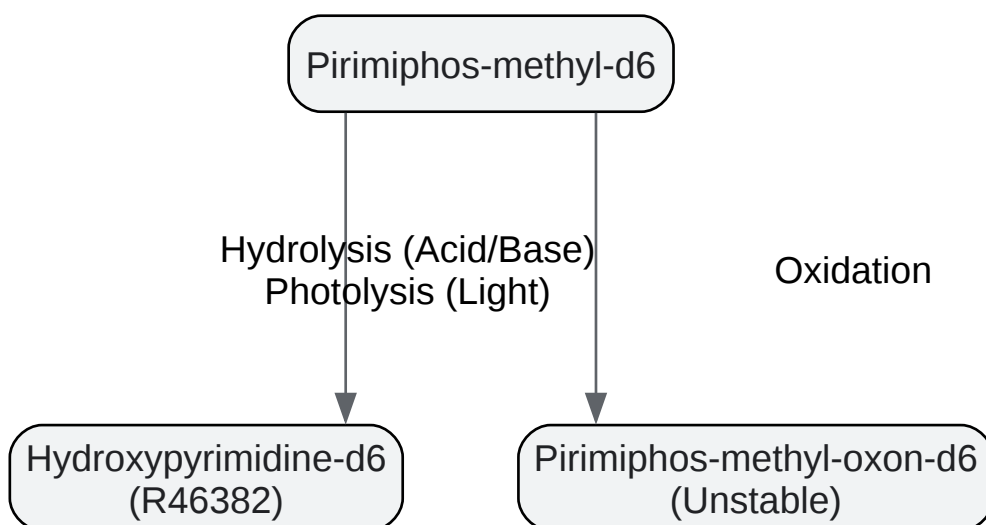 Pirimiphos-methyl-d6
Hydrolysis (Acid/Base)
Photolysis (Light)
Oxidation
Hydroxypyrimidine-d6
(R46382)
Pirimiphos-methyl-oxon-d6
(Unstable)